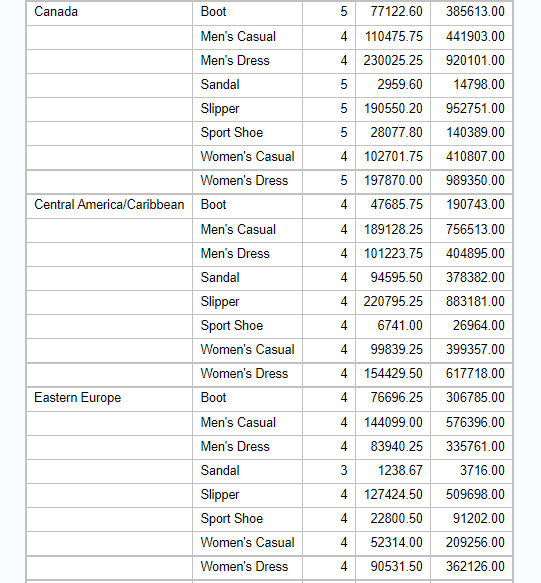 Canada Boot 5 77122.60 385613.00
Men's Casual 4 110475.75 441903.00
Men's Dress 4 230025.25 920101.00
Sandal 5 2959.60 14798.00
Slipper 5 190550.20 952751.00
Sport Shoe 5 28077.80 140389.00
Women's Casual 4 102701.75 410807.00
Women's Dress 5 197870.00 989350.00
Central America/Caribbean Boot 4 47685.75 190743.00
Men's Casual 4 189128.25 756513.00
Men's Dress 4 101223.75 404895.00
Sandal 4 94595.50 378382.00
Slipper 4 220795.25 883181.00
Sport Shoe 4 6741.00 26964.00
Women's Casual 4 99839.25 399357.00
Women's Dress 4 154429.50 617718.00
Eastern Europe Boot 4 76696.25 306785.00
Men's Casual 4 144099.00 576396.00
Men's Dress 4 83940.25 335761.00
Sandal 3 1238.67 3716.00
Slipper 4 127424.50 509698.00
Sport Shoe 4 22800.50 91202.00
Women's Casual 4 52314.00 209256.00
Women's Dress 4 90531.50 362126.00